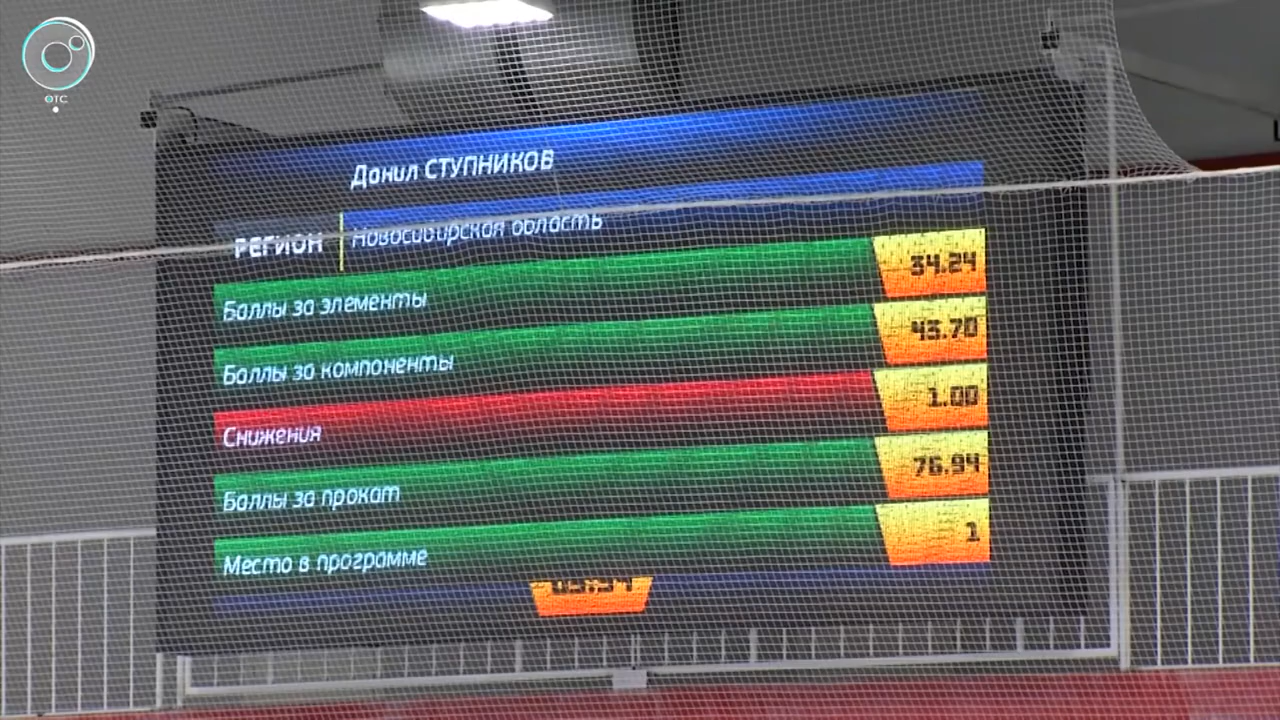 ОТС
Данил СТУПНИКОВ
РЕГИОН Новосибирская область
Баллы за элементы 34.24
Баллы за компоненты 43.70
Снижения 1.00
Баллы за прокат 76.94
Место в программе 1